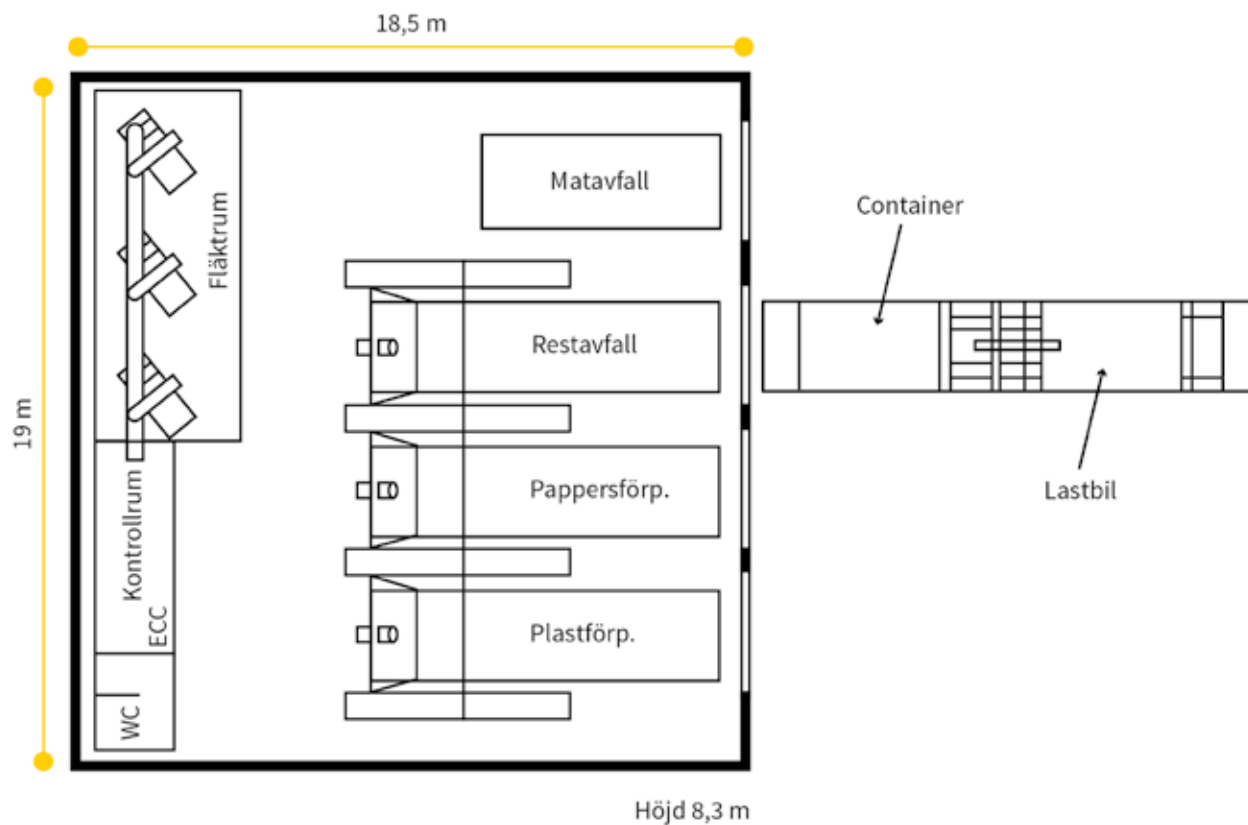 18,5 m
19 m
Fläktrum
Matavfall
Container
Restavfall
Pappersförp.
Lastbil
Kontrollrum
ECC
Plastförp.
WC
Höjd 8,3 m